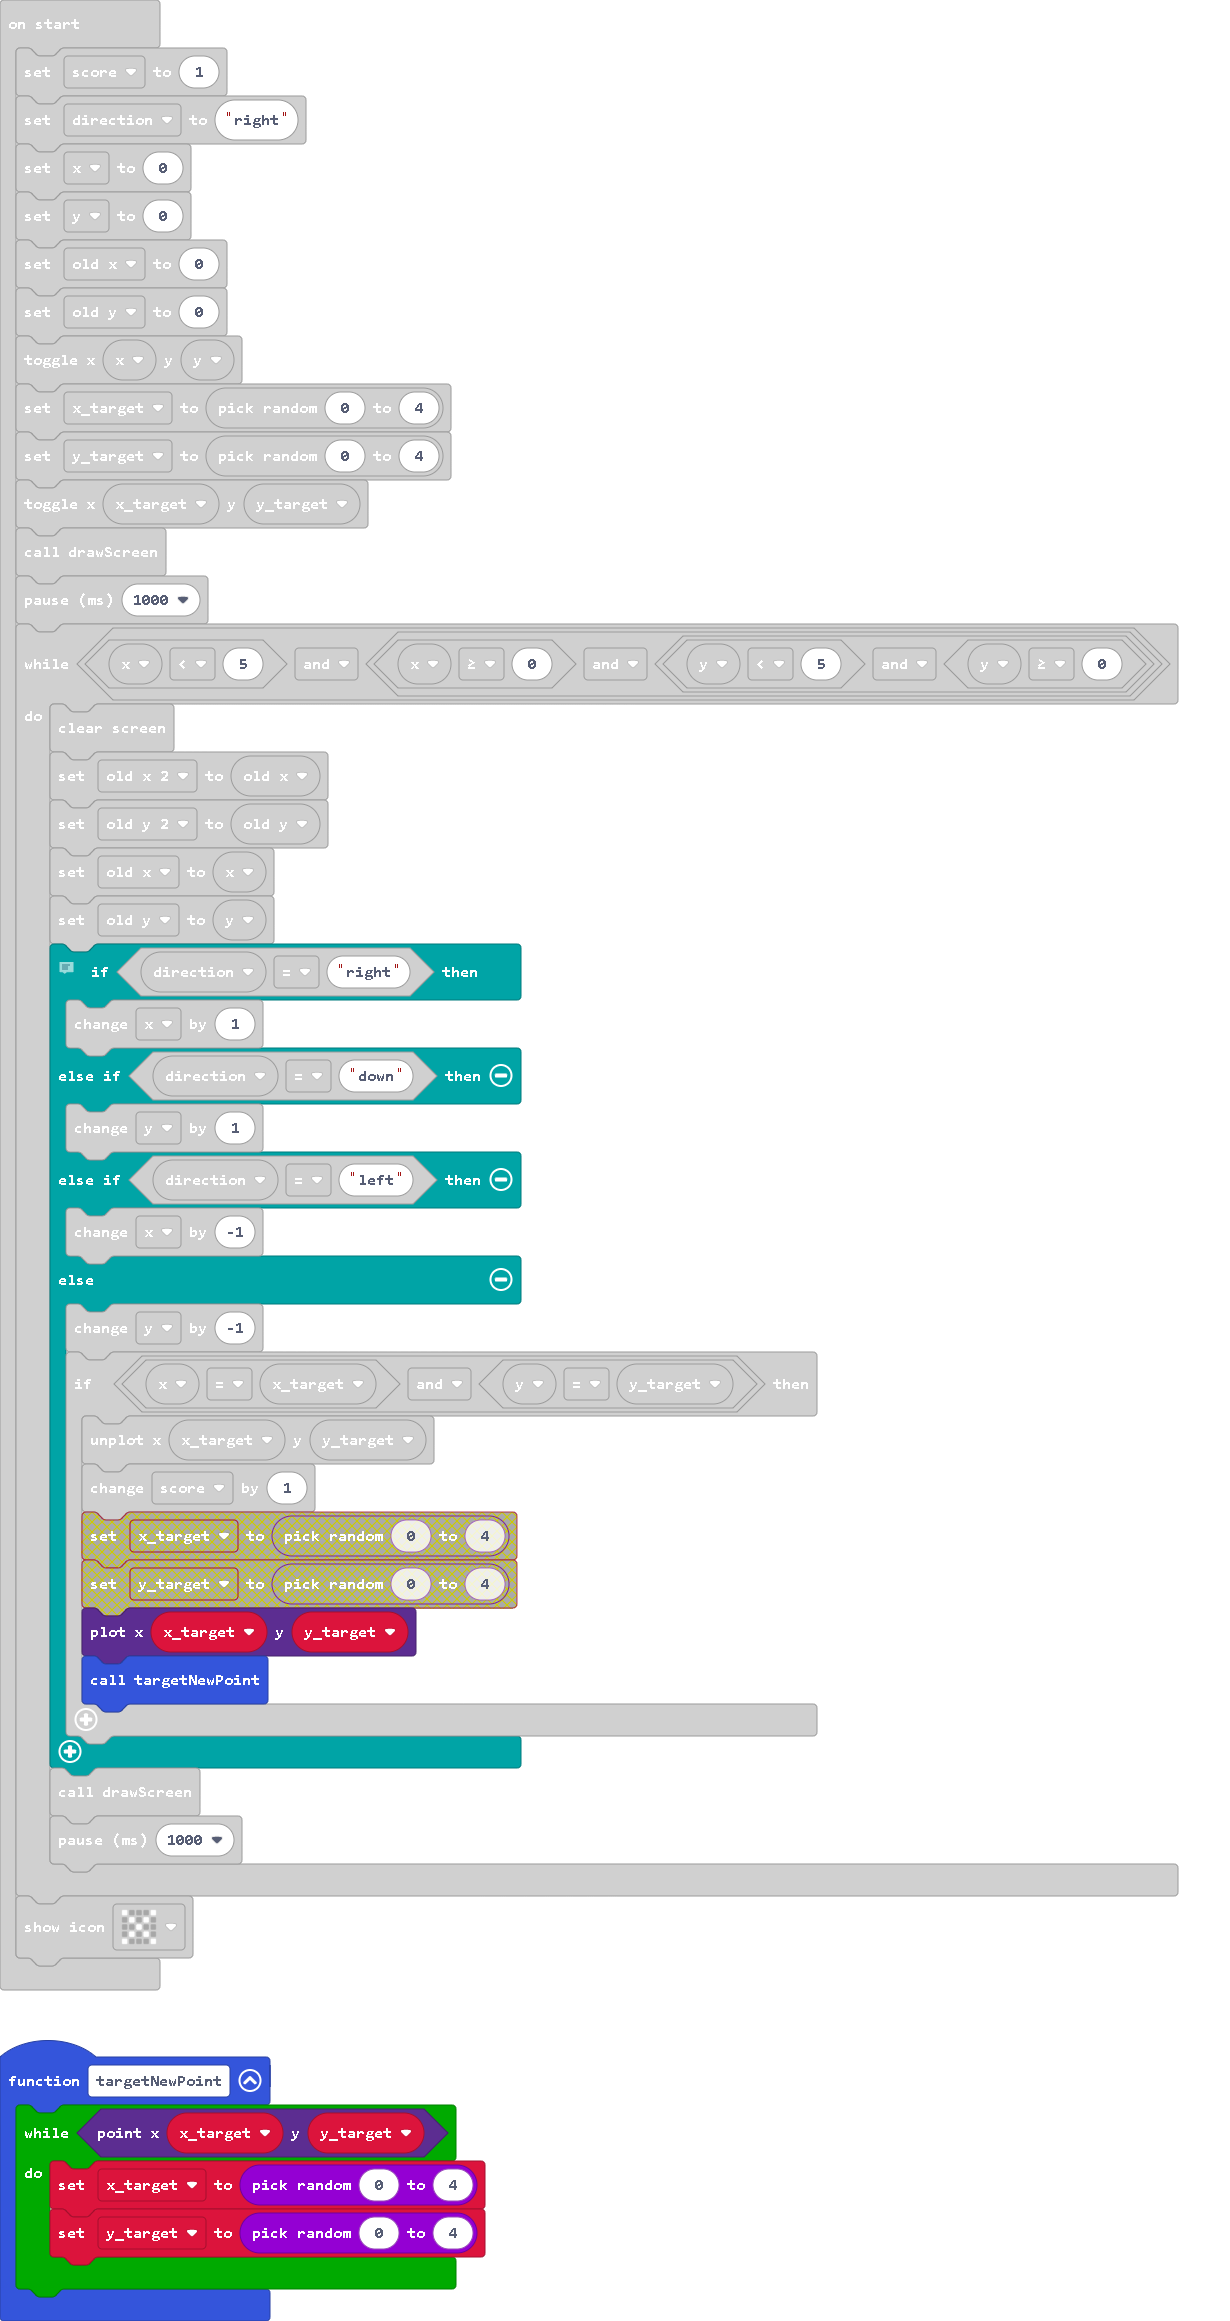 on start
set score to 1
set direction to "right"
set x to 0
set y to 0
set old x to 0
set old y to 0
toggle x x y y
set x_target to pick random 0 to 4
set y_target to pick random 0 to 4
toggle x x_target y y_target
call drawScreen
pause (ms) 1000
while x < 5 and x ≥ 0 and y < 5 and y ≥ 0
do
clear screen
set old x 2 to old x
set old y 2 to old y
set old x to x
set old y to y
if direction = "right" then
change x by 1
else if direction = "down" then
change y by 1
else if direction = "left" then
change x by -1
else
change y by -1
if x = x_target and y = y_target then
unplot x x_target y y_target
change score by 1
set x_target to pick random 0 to 4
set y_target to pick random 0 to 4
plot x x_target y y_target
call targetNewPoint
call drawScreen
pause (ms) 1000
show icon
function targetNewPoint
while point x x_target y y_target
do
set x_target to pick random 0 to 4
set y_target to pick random 0 to 4